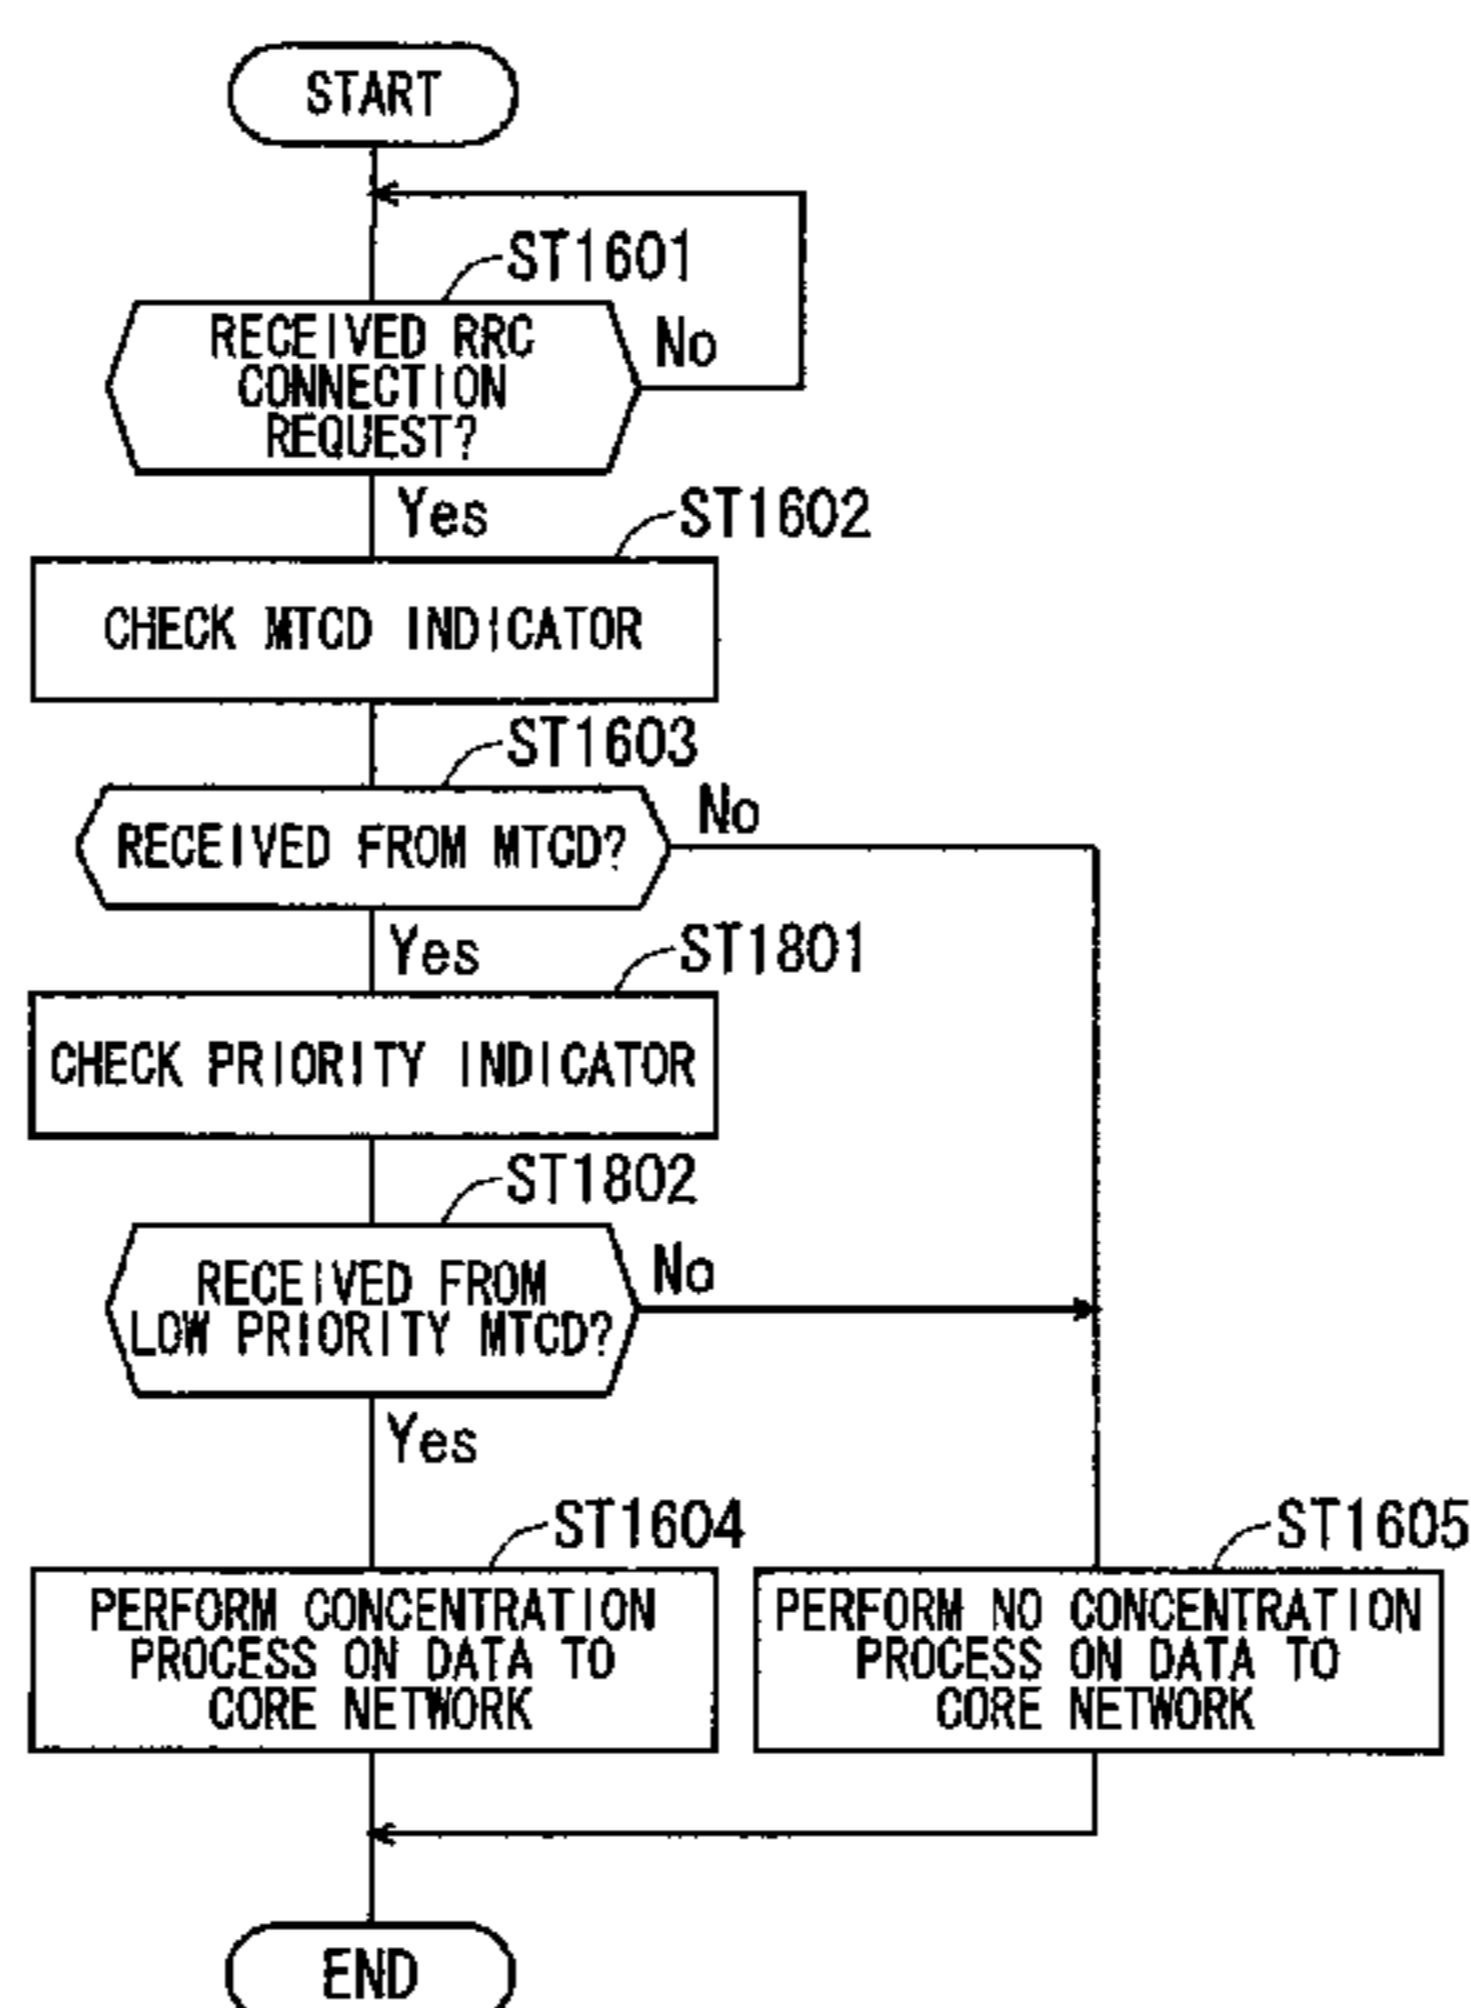 START
ST1601
RECEIVED RRC
CONNECTION
REQUEST?
No
Yes
ST1602
CHECK MTCD INDICATOR
ST1603
RECEIVED FROM MTCD?
No
Yes
ST1801
CHECK PRIORITY INDICATOR
ST1802
RECEIVED FROM
LOW PRIORITY MTCD?
No
Yes
ST1604
PERFORM CONCENTRATION
PROCESS ON DATA TO
CORE NETWORK
ST1605
PERFORM NO CONCENTRATION
PROCESS ON DATA TO
CORE NETWORK
END